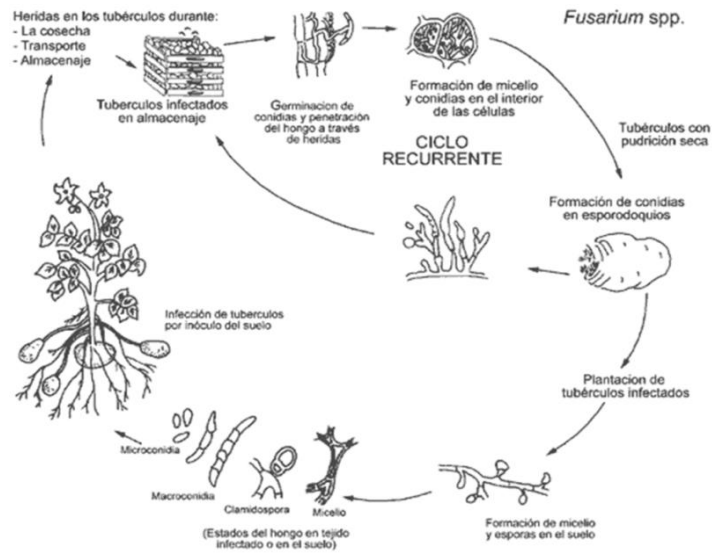 Heridas en los tubérculos durante:
- La cosecha
- Transporte
- Almacenaje
Fusarium spp.
Tuberculos infectados
en almacenaje
Germinacion de
conidias y penetración
del hongo a través
de heridas
Formación de micelio
y conidias en el interior
de las células
Tubérculos con
pudrición seca
CICLO
RECURRENTE
Formación de conidias
en esporodoquios
Infección de tuberculos
por inóculo del suelo
Plantacion de
tubérculos infectados
Microconidia
Macroconidia
Clamidospora
Micelio
(Estados del hongo en tejido
infectado o en el suelo)
Formación de micelio
y esporas en el suelo